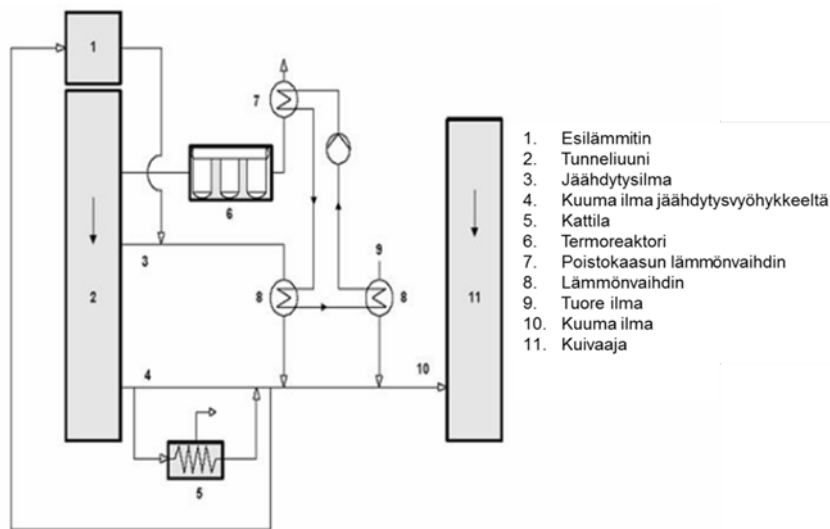 1
7
6
3
9
2
8
8
11
4
10
5
1. Esilämmitin
2. Tunneliuuni
3. Jäähdytysilma
4. Kuuma ilma jäähdytysvyöhykkeeltä
5. Kattila
6. Termoreaktori
7. Poistokaasun lämmönvaihdin
8. Lämmönvaihdin
9. Tuore ilma
10. Kuuma ilma
11. Kuivaaja